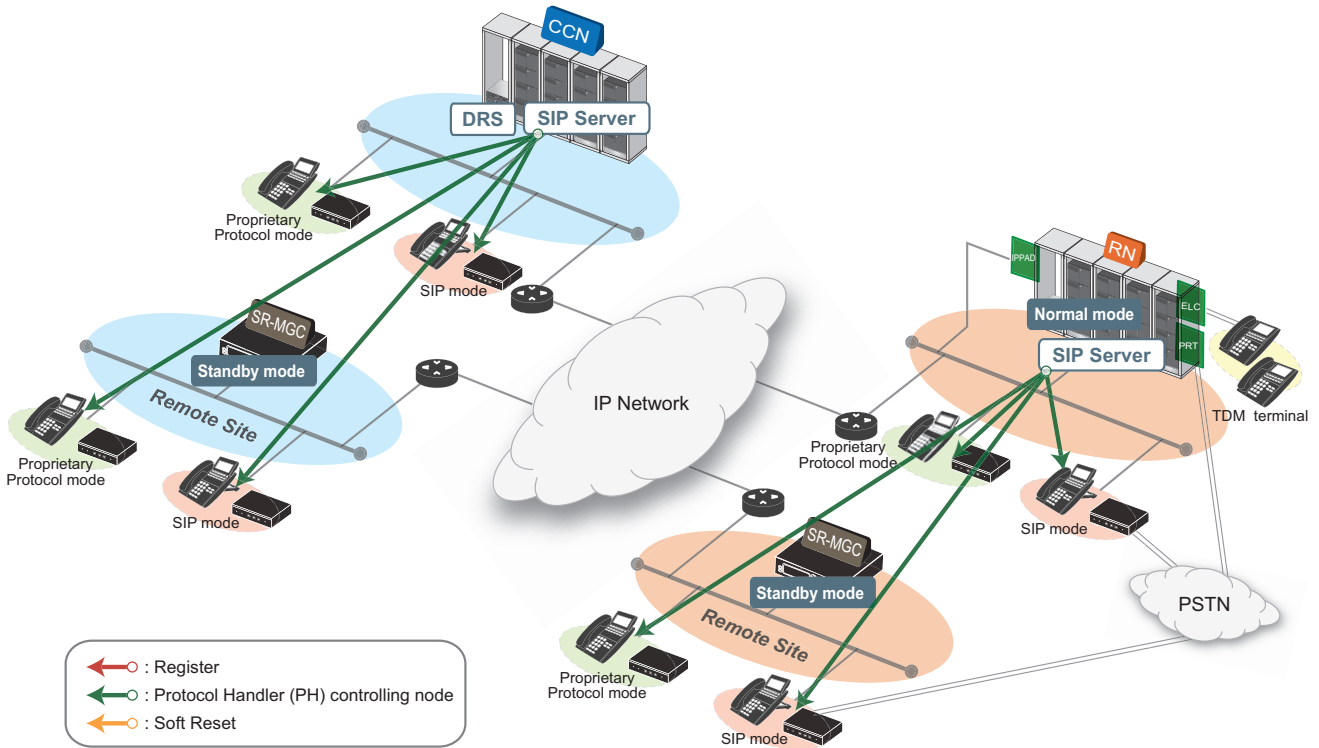 CCN
DRS
SIP Server
Proprietary
Protocol mode
SIP mode
SR-MGC
Standby mode
Remote Site
Proprietary
Protocol mode
SIP mode
IP Network
RN
IPPAD
ELC
PRT
Normal mode
SIP Server
TDM terminal
Proprietary
Protocol mode
SIP mode
SR-MGC
Standby mode
Remote Site
Proprietary
Protocol mode
SIP mode
PSTN
: Register
: Protocol Handler (PH) controlling node
: Soft Reset